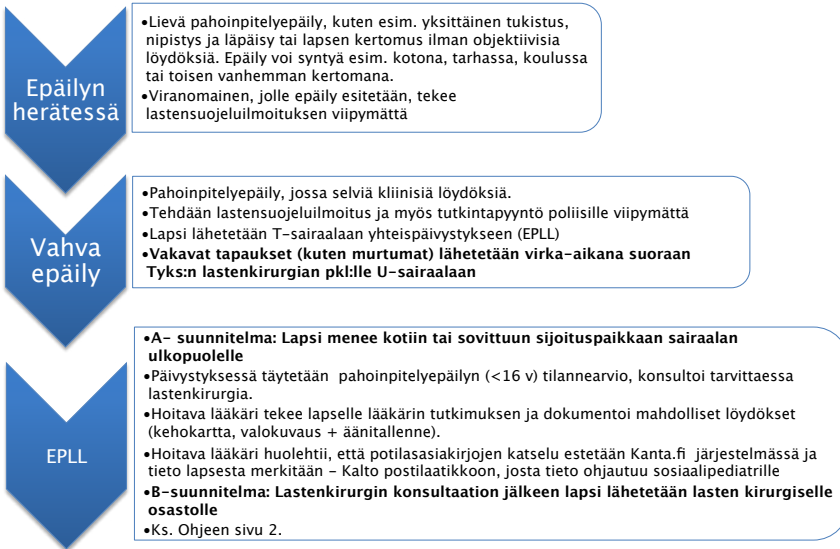 Epäilyn
herätessä
•Lievä pahoinpitelyepäily, kuten esim. yksittäinen tukistus,
nipistys ja läpäisy tai lapsen kertomus ilman objektiivisia
löydöksiä. Epäily voi syntyä esim. kotona, tarhassa, koulussa
tai toisen vanhemman kertomana.
•Viranomainen, jolle epäily esitetään, tekee
lastensuojeluilmoituksen viipymättä
Vahva
epäily
•Pahoinpitelyepäily, jossa selviä kliinisiä löydöksiä.
•Tehdään lastensuojeluilmoitus ja myös tutkintapyyntö poliisille viipymättä
•Lapsi lähetetään T-sairaalaan yhteispäivystykseen (EPLL)
•Vakavat tapaukset (kuten murtumat) lähetetään virka-aikana suoraan
Tyks:n lastenkirurgian pkl:lle U-sairaalaan
EPLL
•A- suunnitelma: Lapsi menee kotiin tai sovittuun sijoituspaikkaan sairaalan
ulkopuolelle
•Päivystyksessä täytetään pahoinpitelyepäilyn (<16 v) tilannearvio, konsultoi tarvittaessa
lastenkirurgia.
•Hoitava lääkäri tekee lapselle lääkärin tutkimuksen ja dokumentoi mahdolliset löydökset
(kehokartta, valokuvaus + äänitallenne).
•Hoitava lääkäri huolehtii, että potilasasiakirjojen katselu estetään Kanta.fi järjestelmässä ja
tieto lapsesta merkitään - Kalto postilaatikkoon, josta tieto ohjautuu sosiaalipediatrille
•B-suunnitelma: Lastenkirurgin konsultaation jälkeen lapsi lähetetään lasten kirurgiselle
osastolle
•Ks. Ohjeen sivu 2.